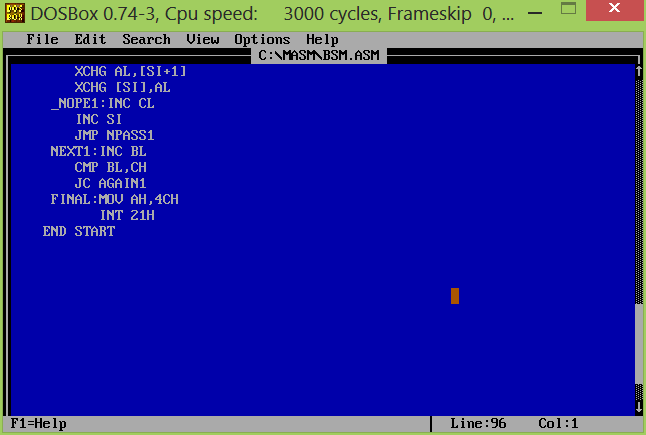 DOS
BOX
DOSBox 0.74-3, Cpu speed: 3000 cycles, Frameskip 0, ...
File Edit Search View Options Help
C:\MASM\BSM.ASM
XCHG AL,[SI+1]
XCHG [SI],AL
_NOPE1:INC CL
INC SI
JMP NPASS1
NEXT1:INC BL
CMP BL,CH
JC AGAIN1
FINAL:MOV AH,4CH
INT 21H
END START
F1=Help Line:96 Col:1